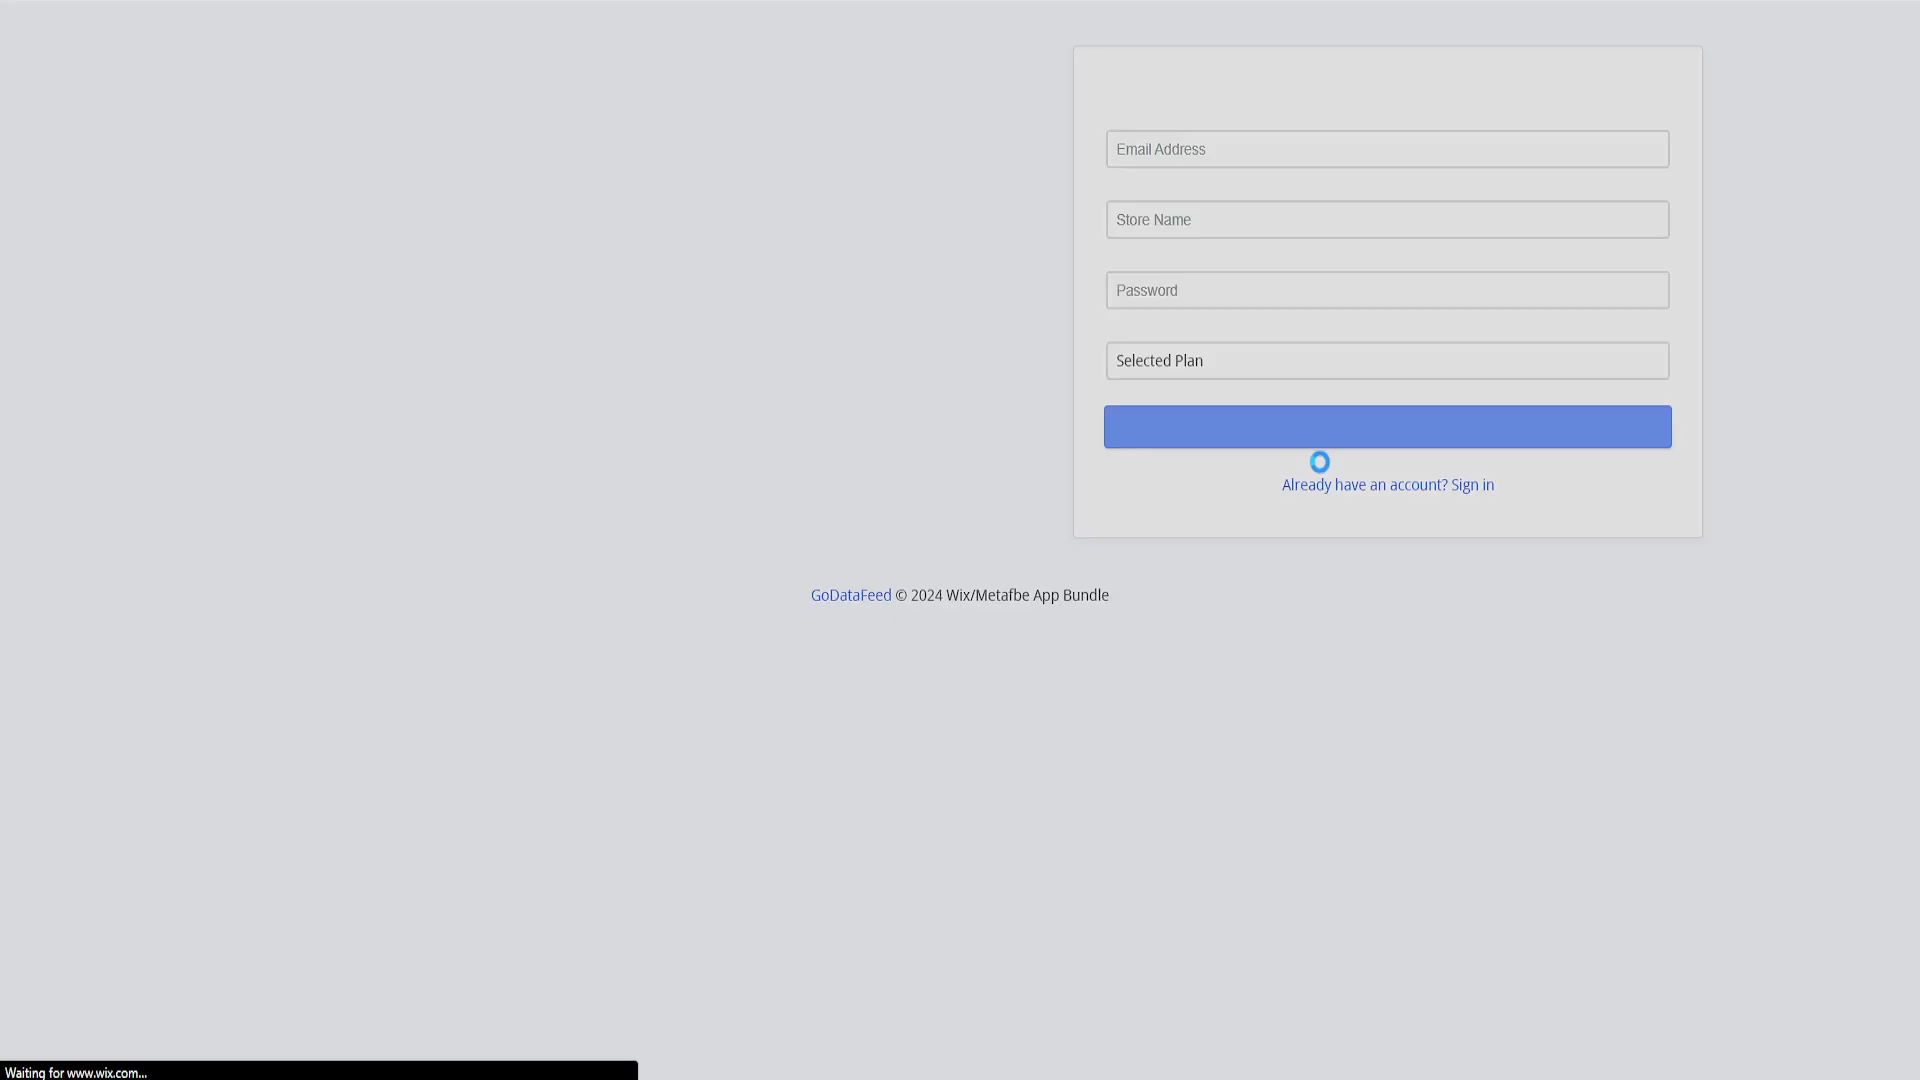 Email Address
Store Name
Password
Selected Plan
Already have an account? Sign in
GoDataFeed © 2024 Wix/Metafbe App Bundle
Waiting for www.wix.com...